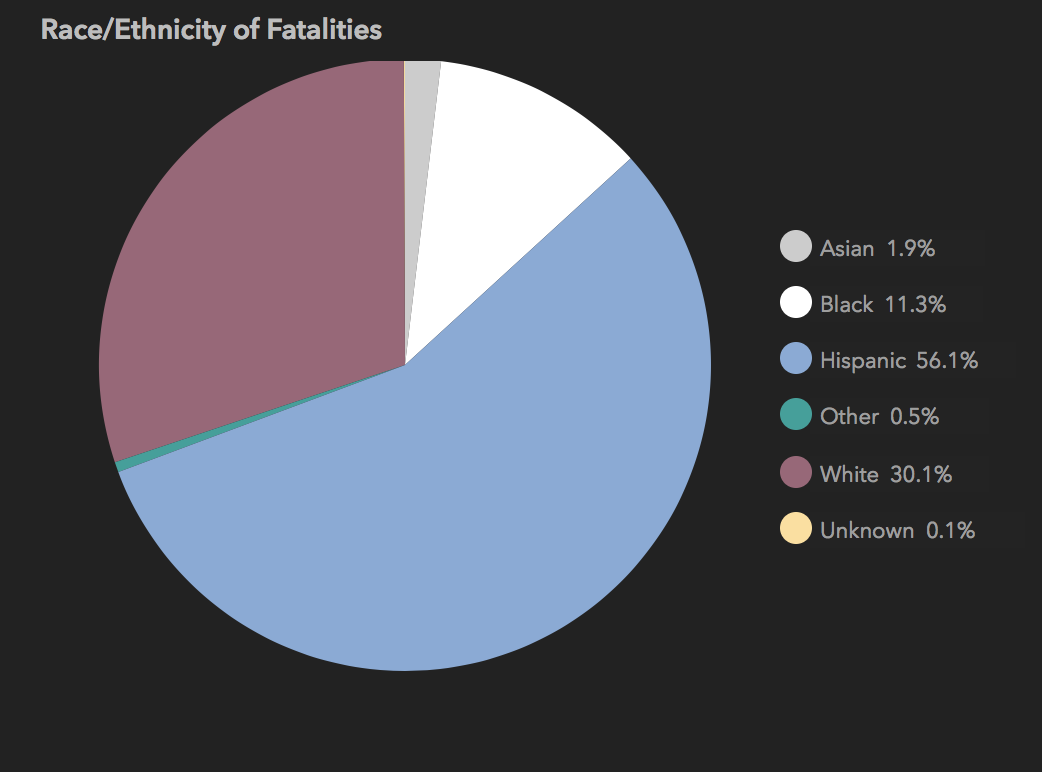 Race/Ethnicity of Fatalities
Asian 1.9%
Black 11.3%
Hispanic 56.1%
Other 0.5%
White 30.1%
Unknown 0.1%